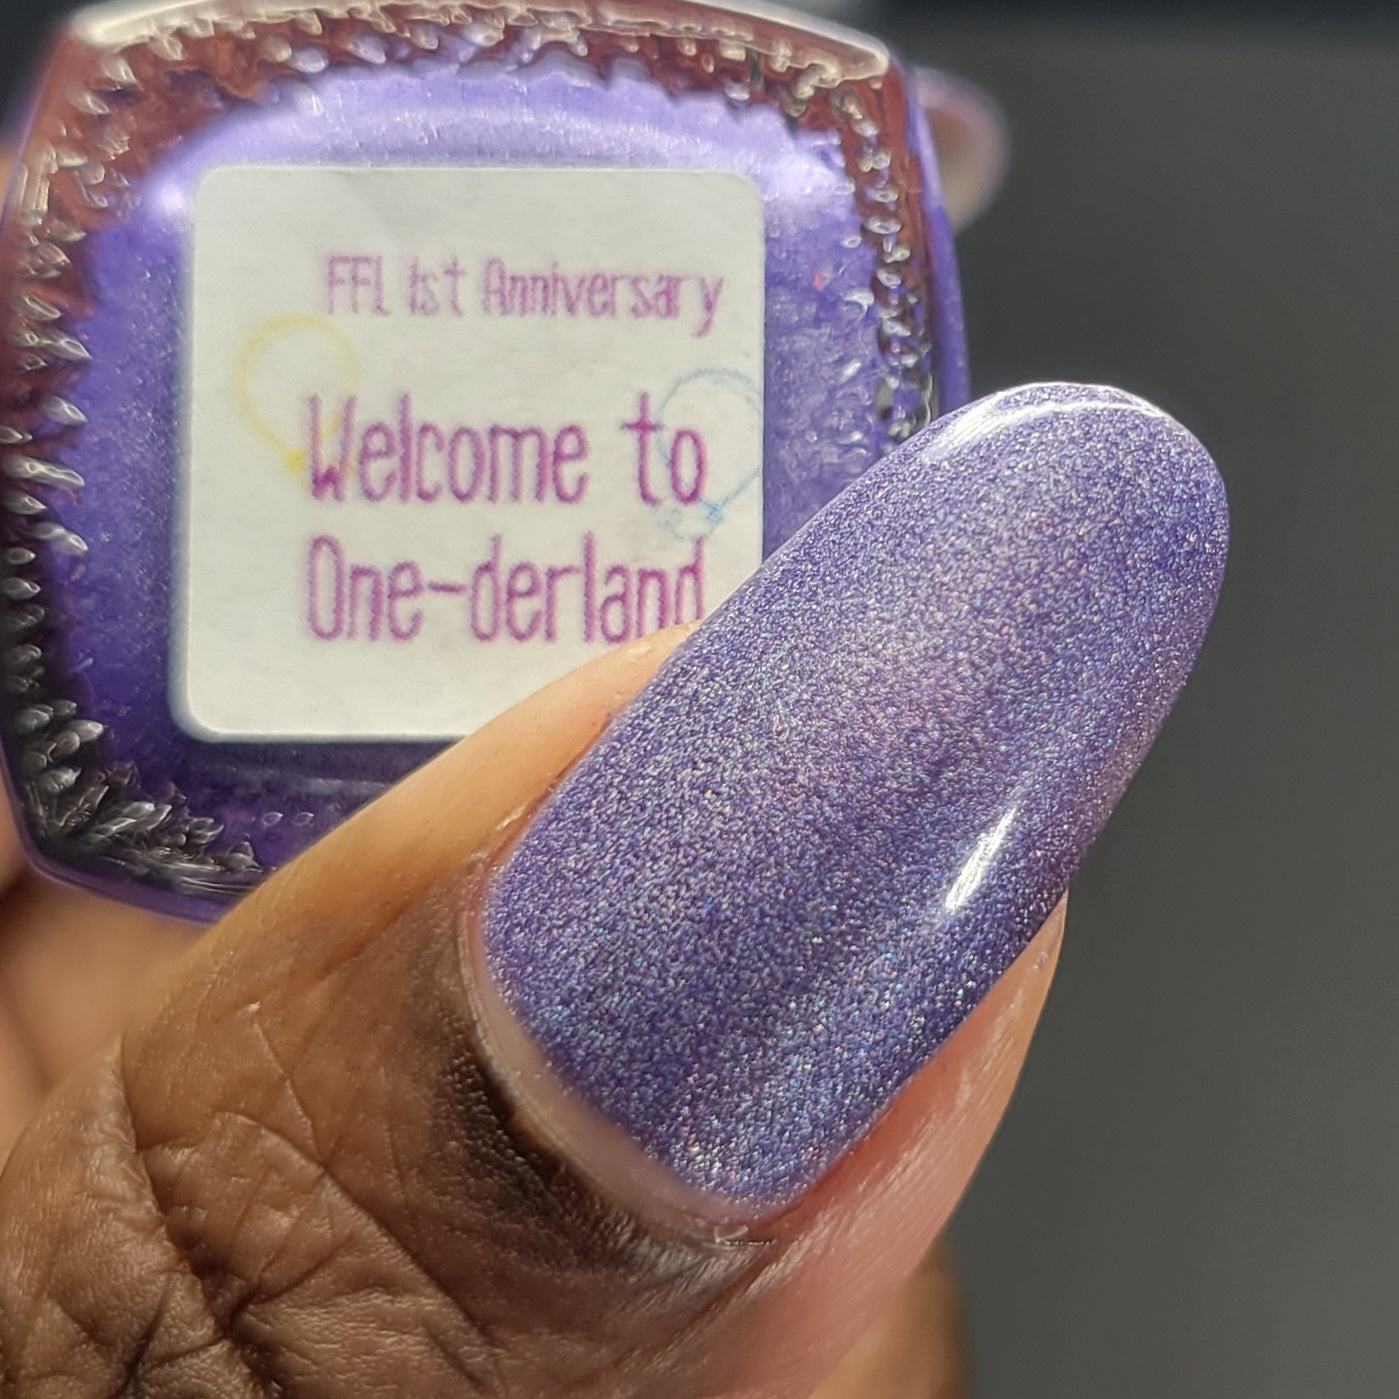 FFL 1st Anniversary
Welcome to
One-derland